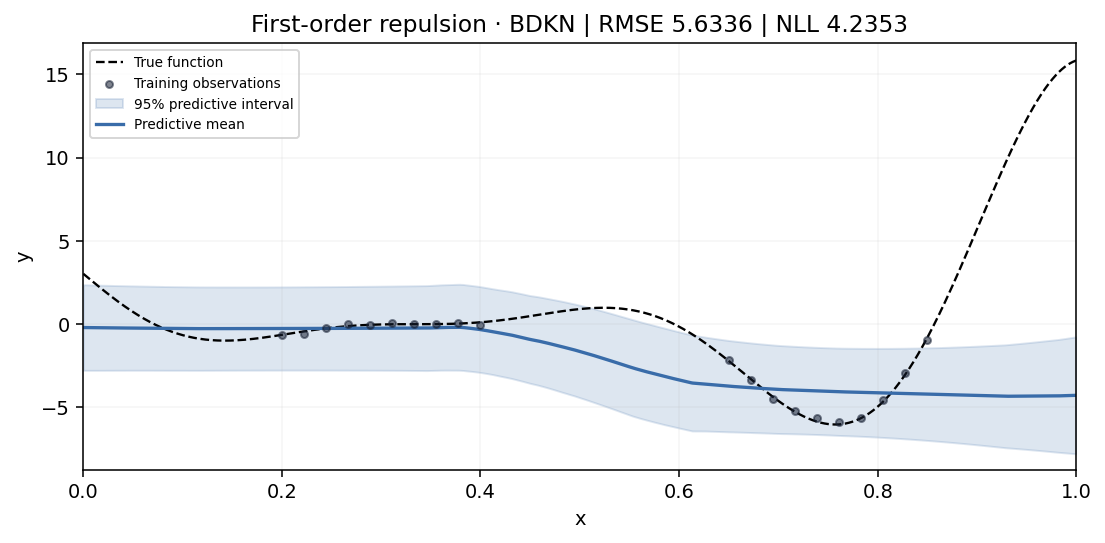 First-order repulsion · BDKN | RMSE 5.6336 | NLL 4.2353
True function
Training observations
95% predictive interval
Predictive mean
15
10
5
0
−5
y
0.0 0.2 0.4 0.6 0.8 1.0
x